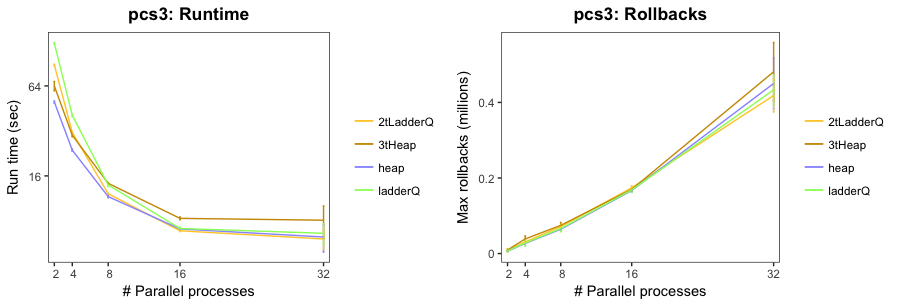 pcs3: Runtime
Run time (sec)
64
16
2 4 8 16 32
# Parallel processes
2tLadderQ
3tHeap
heap
ladderQ
pcs3: Rollbacks
Max rollbacks (millions)
0.4
0.2
0
2 4 8 16 32
# Parallel processes
2tLadderQ
3tHeap
heap
ladderQ